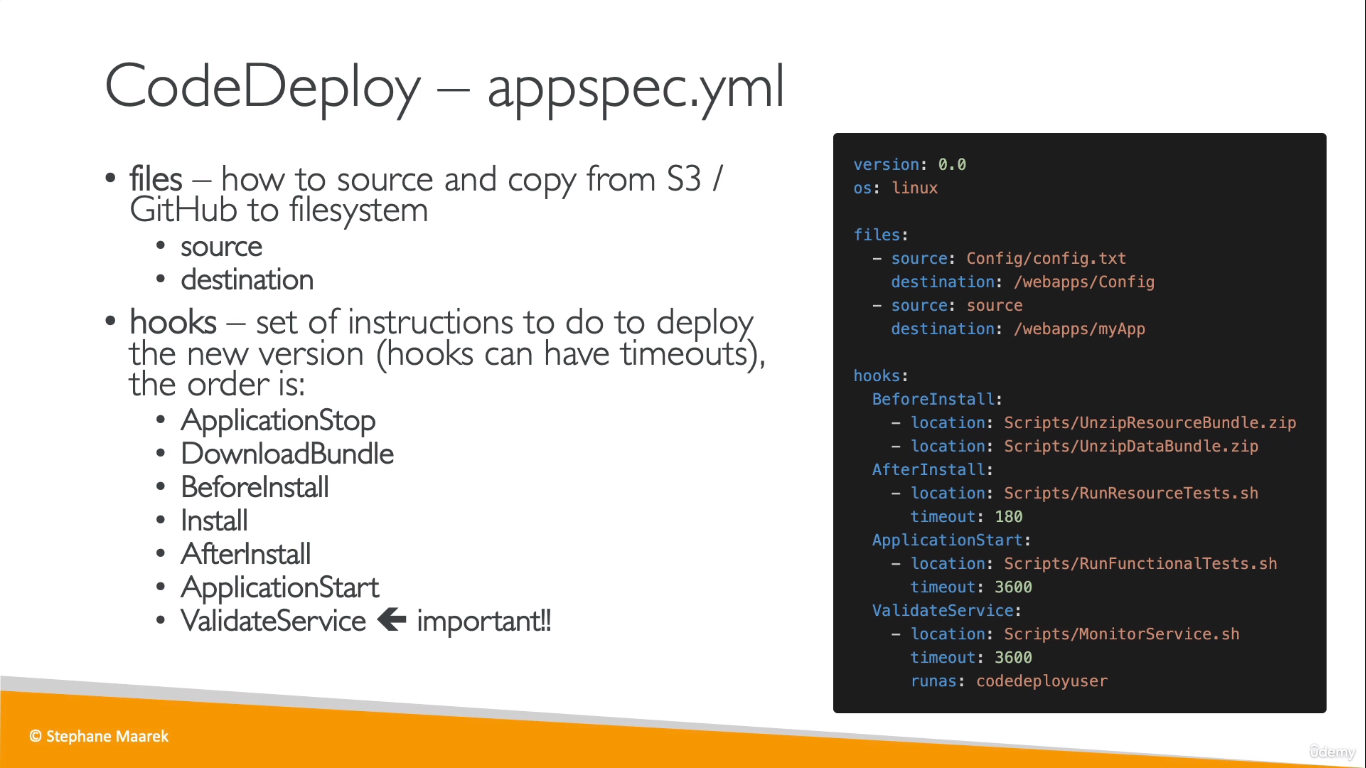 CodeDeploy – appspec.yml
• files – how to source and copy from S3 /
GitHub to filesystem
• source
• destination
• hooks – set of instructions to do to deploy
the new version (hooks can have timeouts),
the order is:
• ApplicationStop
• DownloadBundle
• BeforeInstall
• Install
• AfterInstall
• ApplicationStart
• ValidateService 🡸 important!!
version: 0.0
os: linux

files:
  - source: Config/config.txt
    destination: /webapps/Config
  - source: source
    destination: /webapps/myApp

hooks:
  BeforeInstall:
    - location: Scripts/UnzipResourceBundle.zip
    - location: Scripts/UnzipDataBundle.zip
  AfterInstall:
    - location: Scripts/RunResourceTests.sh
      timeout: 180
  ApplicationStart:
    - location: Scripts/RunFunctionalTests.sh
      timeout: 3600
  ValidateService:
    - location: Scripts/MonitorService.sh
      timeout: 3600
      runas: codedeployuser
© Stephane Maarek
ûdemy